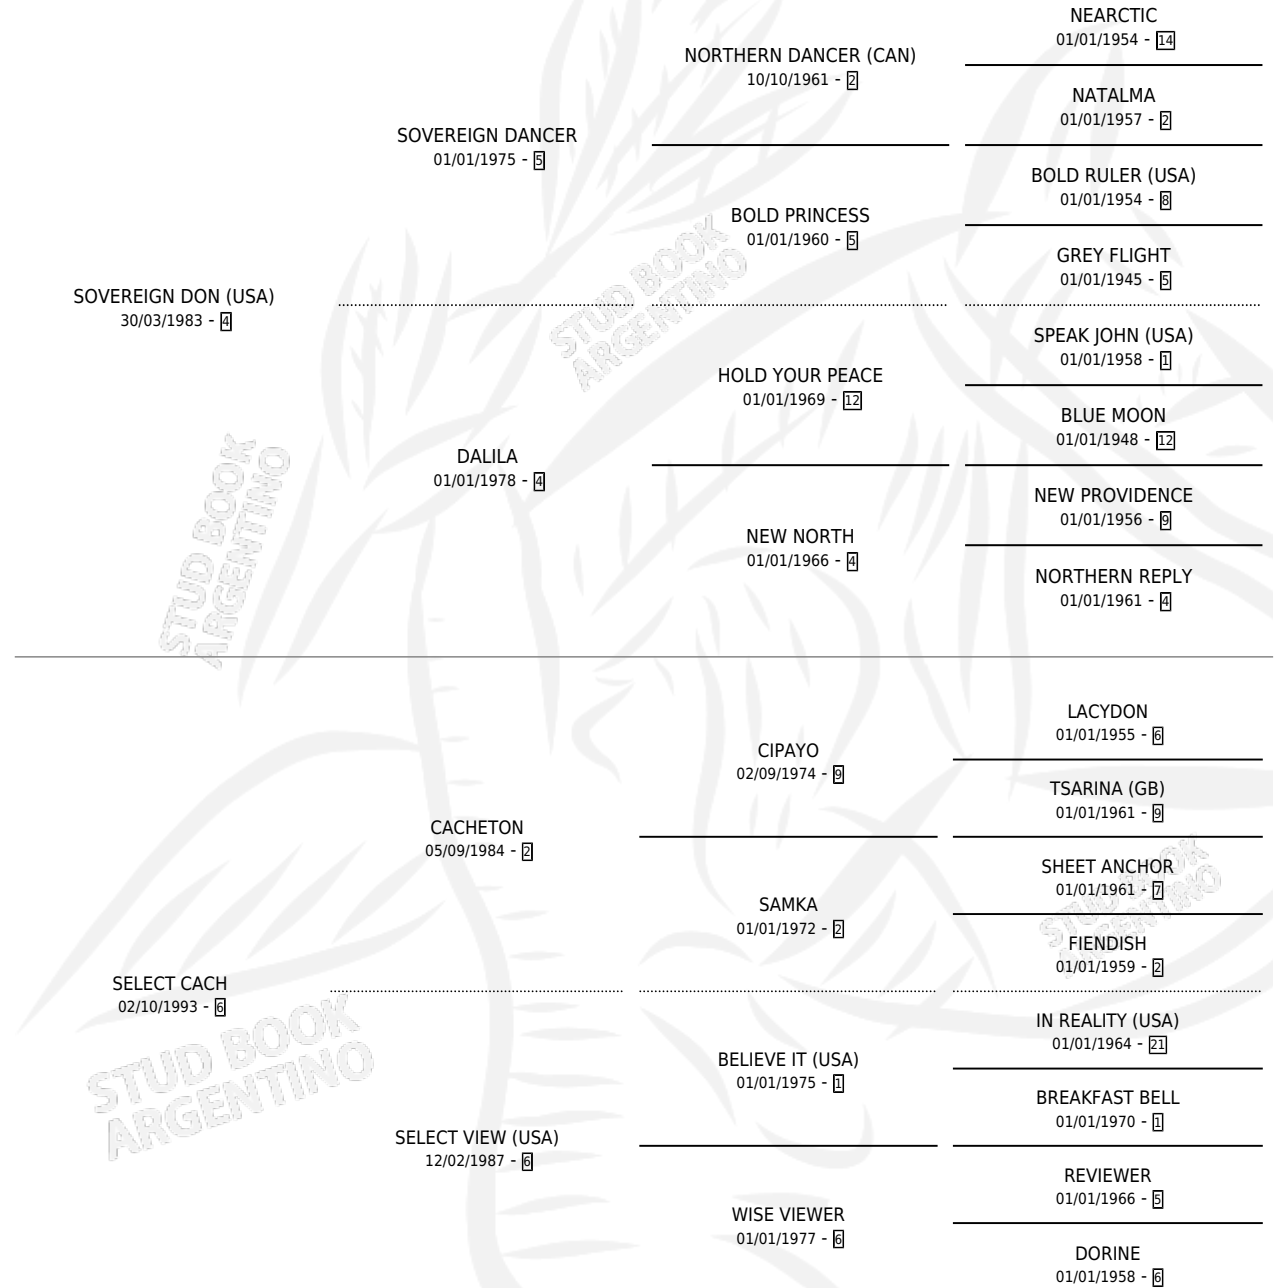 NEARCTIC
01/01/1954 - 14
NORTHERN DANCER (CAN)
10/10/1961 - 2
NATALMA
01/01/1957 - 2
SOVEREIGN DANCER
01/01/1975 - 5
BOLD RULER (USA)
01/01/1954 - 8
BOLD PRINCESS
01/01/1960 - 5
GREY FLIGHT
01/01/1945 - 5
SOVEREIGN DON (USA)
30/03/1983 - 4
STUD BOOK
ARGENTINO
SPEAK JOHN (USA)
01/01/1958 - 1
HOLD YOUR PEACE
01/01/1969 - 12
BLUE MOON
01/01/1948 - 12
DALILA
01/01/1978 - 4
NEW PROVIDENCE
01/01/1956 - 9
NEW NORTH
01/01/1966 - 4
NORTHERN REPLY
01/01/1961 - 4
STUD BOOK
ARGENTINO
LACYDON
01/01/1955 - 6
CIPAYO
02/09/1974 - 9
TSARINA (GB)
01/01/1961 - 9
CACHETON
05/09/1984 - 2
SHEET ANCHOR
01/01/1961 - 7
SAMKA
01/01/1972 - 2
FIENDISH
01/01/1959 - 2
STUD BOOK
ARGENTINO
SELECT CACH
02/10/1993 - 6
STUD BOOK
ARGENTINO
IN REALITY (USA)
01/01/1964 - 21
BELIEVE IT (USA)
01/01/1975 - 1
BREAKFAST BELL
01/01/1970 - 1
SELECT VIEW (USA)
12/02/1987 - 6
REVIEWER
01/01/1966 - 5
WISE VIEWER
01/01/1977 - 6
DORINE
01/01/1958 - 6